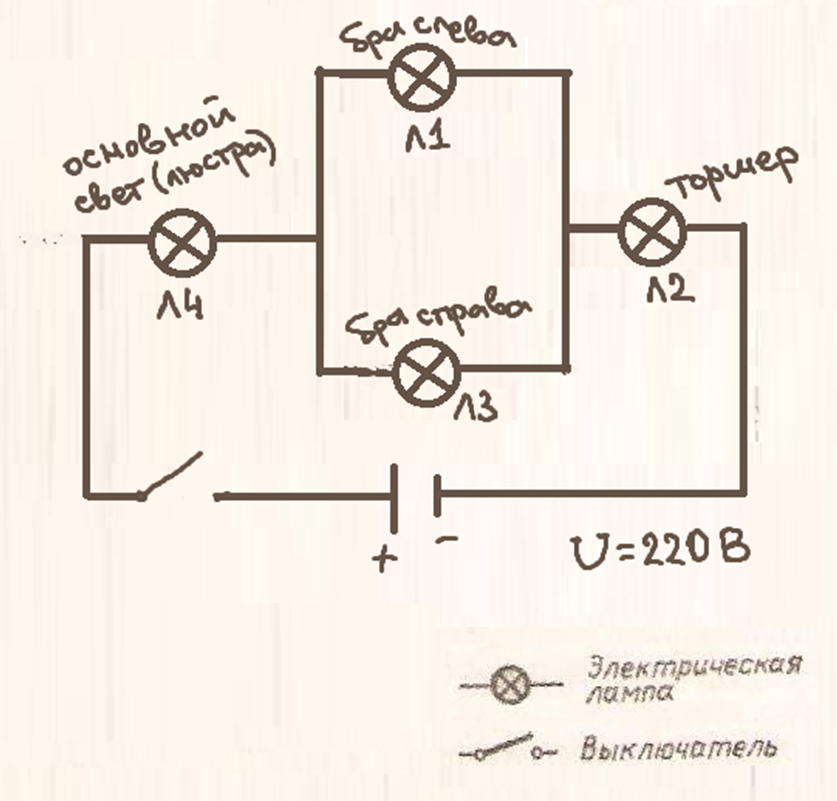 бра слева
Л1
основной
свет (люстра)
торшер
Л4
Л2
бра справа
Л3
+ -
U=220 В
Электрическая
лампа
Выключатель